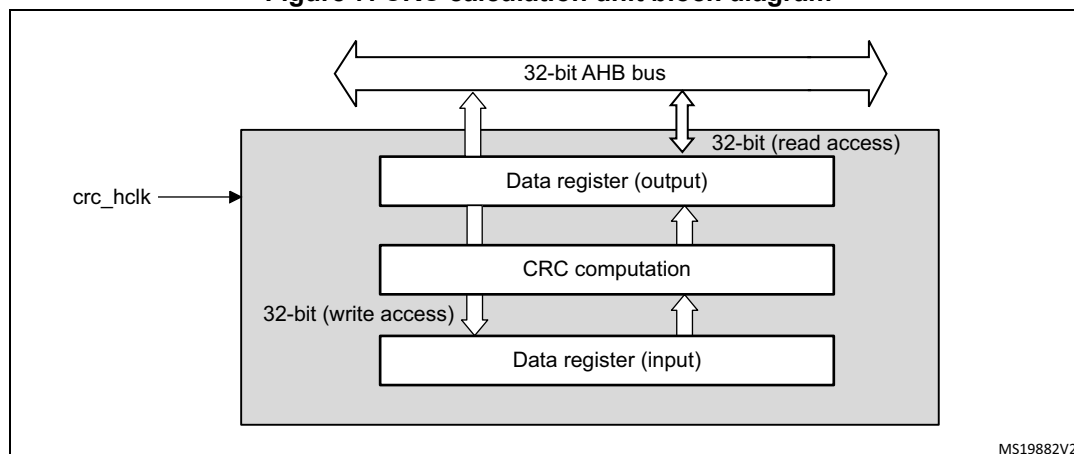 32-bit AHB bus
32-bit (read access)
Data register (output)
crc_hclk
CRC computation
32-bit (write access)
Data register (input)
MS19882V2